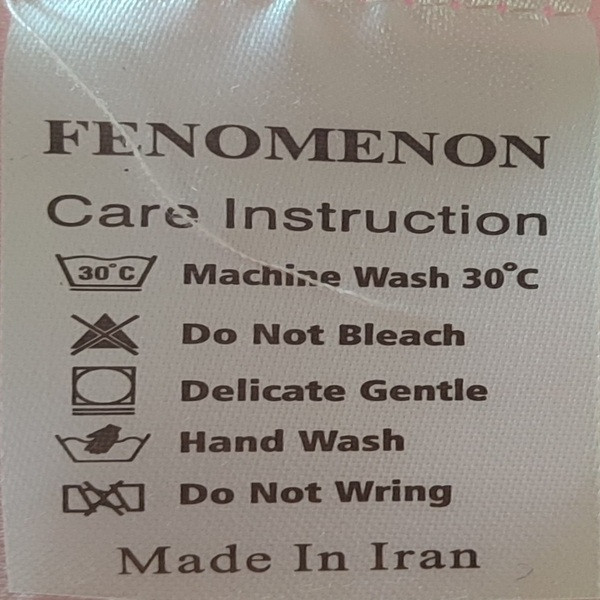 FENOMENON
Care Instruction
30°C Machine Wash 30°C
Do Not Bleach
Delicate Gentle
Hand Wash
Do Not Wring
Made In Iran